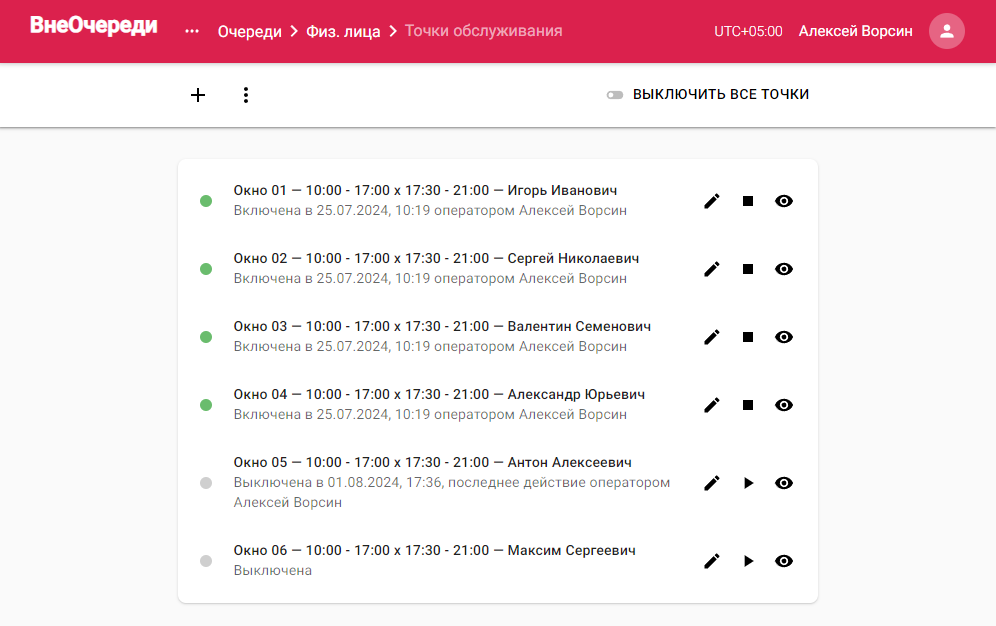 ВнеОчереди
··· Очереди > Физ. лица > Точки обслуживания
UTC+05:00 Алексей Ворсин
ВЫКЛЮЧИТЬ ВСЕ ТОЧКИ
Окно 01 — 10:00 - 17:00 x 17:30 - 21:00 — Игорь Иванович
Включена в 25.07.2024, 10:19 оператором Алексей Ворсин
Окно 02 — 10:00 - 17:00 x 17:30 - 21:00 — Сергей Николаевич
Включена в 25.07.2024, 10:19 оператором Алексей Ворсин
Окно 03 — 10:00 - 17:00 x 17:30 - 21:00 — Валентин Семенович
Включена в 25.07.2024, 10:19 оператором Алексей Ворсин
Окно 04 — 10:00 - 17:00 x 17:30 - 21:00 — Александр Юрьевич
Включена в 25.07.2024, 10:19 оператором Алексей Ворсин
Окно 05 — 10:00 - 17:00 x 17:30 - 21:00 — Антон Алексеевич
Выключена в 01.08.2024, 17:36, последнее действие оператором
Алексей Ворсин
Окно 06 — 10:00 - 17:00 x 17:30 - 21:00 — Максим Сергеевич
Выключена